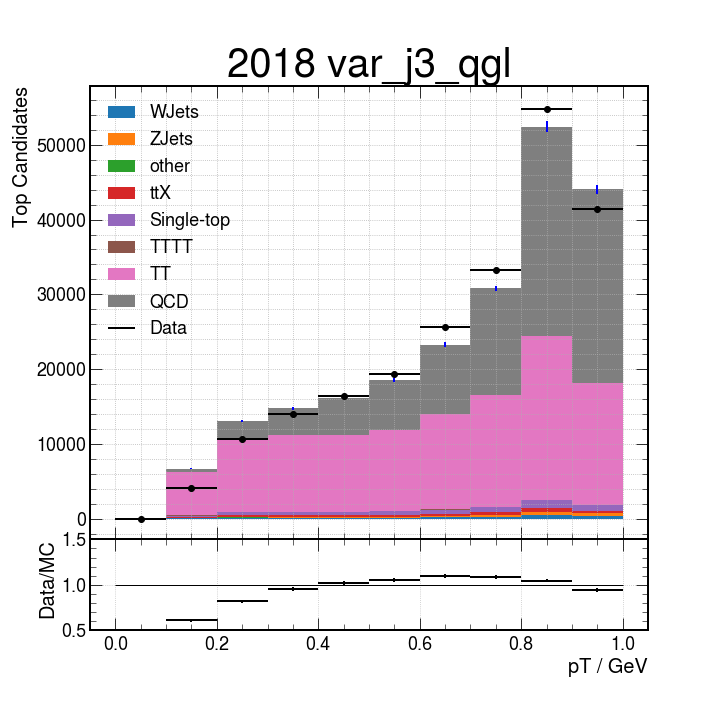 2018 var_j3_qgl
Top Candidates
WJets
ZJets
other
ttX
Single-top
TTTT
TT
QCD
Data
50000
40000
30000
20000
10000
0
Data/MC
1.5
1.0
0.5
0.0 0.2 0.4 0.6 0.8 1.0
pT / GeV